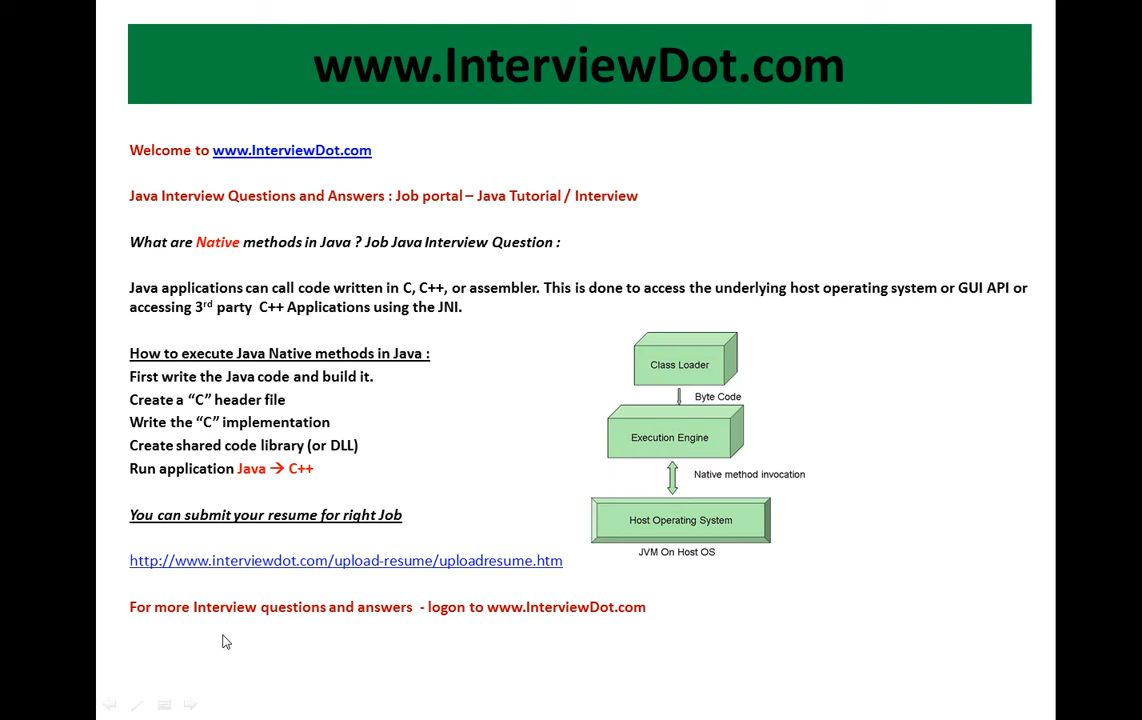 www.InterviewDot.com
Welcome to www.InterviewDot.com
Java Interview Questions and Answers : Job portal – Java Tutorial / Interview
What are Native methods in Java ? Job Java Interview Question :
Java applications can call code written in C, C++, or assembler. This is done to access the underlying host operating system or GUI API or
accessing 3rd party  C++ Applications using the JNI.
How to execute Java Native methods in Java :
First write the Java code and build it.
Create a “C” header file
Write the “C” implementation
Create shared code library (or DLL)
Run application Java → C++
Class Loader
Byte Code
Execution Engine
Native method invocation
Host Operating System
JVM On Host OS
You can submit your resume for right Job
http://www.interviewdot.com/upload-resume/uploadresume.htm
For more Interview questions and answers  - logon to www.InterviewDot.com